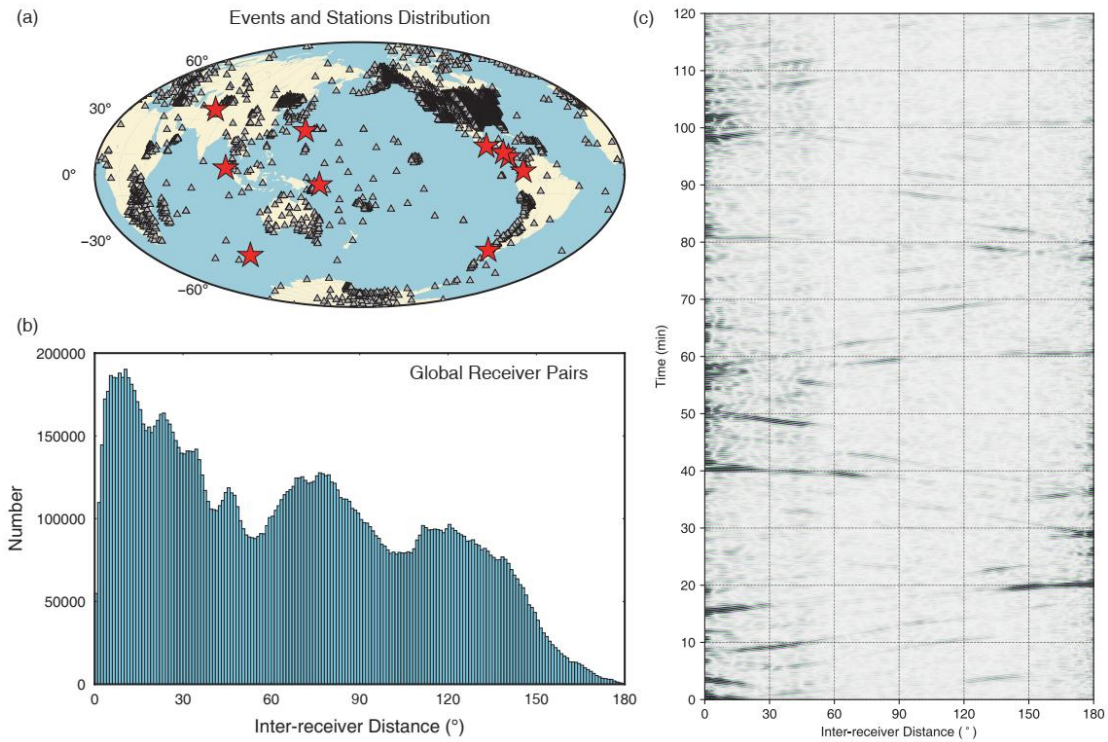 (a)
Events and Stations Distribution
60°
30°
0°
−30°
−60°
(b)
200000
150000
100000
50000
0
Number
Global Receiver Pairs
0 30 60 90 120 150 180
Inter-receiver Distance (°)
(c)
120
110
100
90
80
70
60
50
40
30
20
10
0
Time (min)
0 30 60 90 120 150 180
Inter-receiver Distance ( ° )